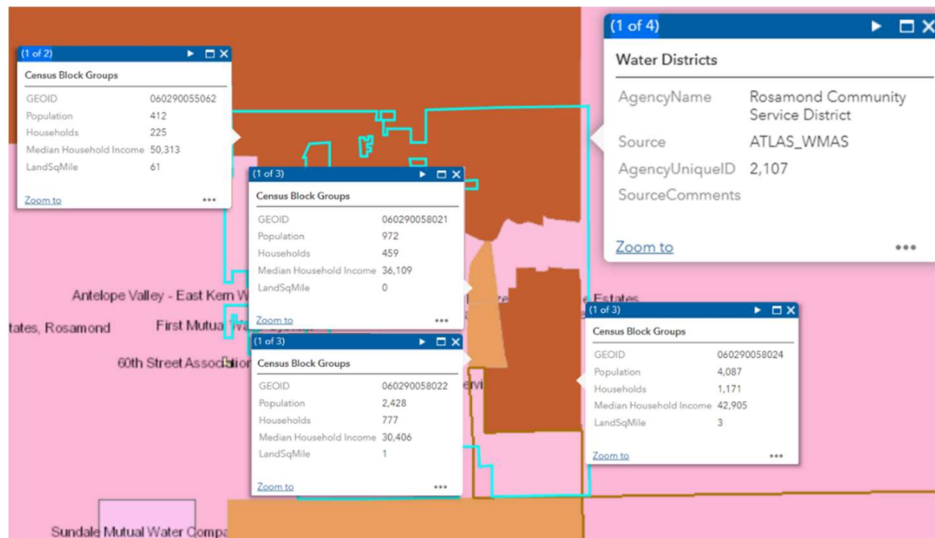 (1 of 2)
Census Block Groups
GEOID 060290055062
Population 412
Households 225
Median Household Income 50,313
LandSqMile 61
Zoom to
(1 of 4)
Water Districts
AgencyName Rosamond Community
Service District
Source ATLAS_WMAS
AgencyUniqueID 2,107
SourceComments
Zoom to
(1 of 3)
Census Block Groups
GEOID 060290058021
Population 972
Households 459
Median Household Income 36,109
LandSqMile 0
Zoom to
Antelope Valley - East Kern W
Estates
tates, Rosamond
First Mutual Wa
60th Street Association
(1 of 3)
Census Block Groups
GEOID 060290058022
Population 2,428
Households 777
Median Household Income 30,406
LandSqMile 1
Zoom to
(1 of 3)
Census Block Groups
GEOID 060290058024
Population 4,087
Households 1,171
Median Household Income 42,905
LandSqMile 3
Zoom to
Sundale Mutual Water Compa